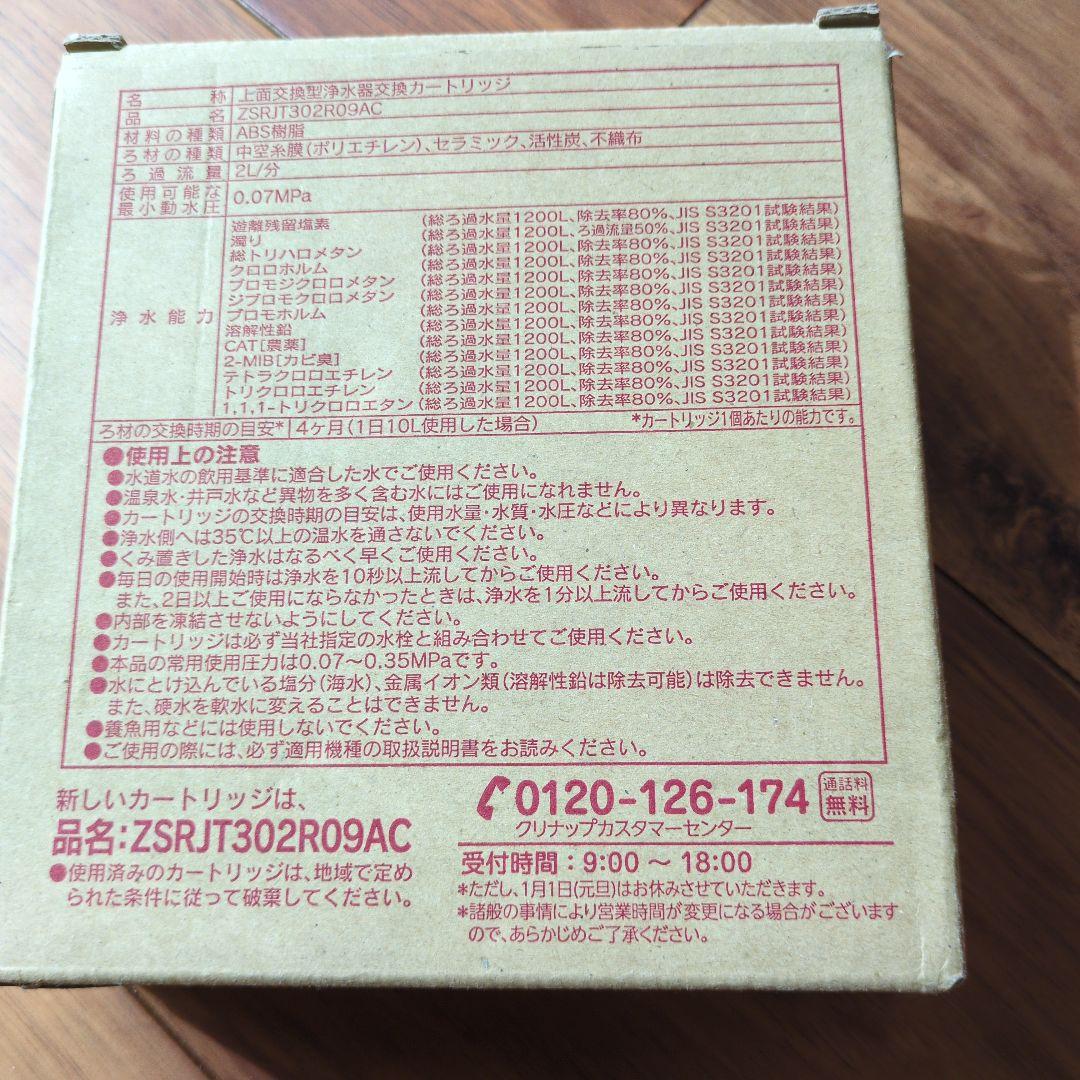 名称 上面交換型浄水器交換カートリッジ
品名 ZSRJT302R09AC
材料の種類 ABS樹脂
ろ材の種類 中空糸膜(ポリエチレン)、セラミック、活性炭、不織布
ろ過流量 2L/分
使用可能な最小動水圧 0.07MPa
浄水能力
遊離残留塩素 (総ろ過水量1200L、除去率80%、JIS S3201試験結果)
濁り (総ろ過水量1200L、ろ過流量50%、JIS S3201試験結果)
総トリハロメタン (総ろ過水量1200L、除去率80%、JIS S3201試験結果)
クロロホルム (総ろ過水量1200L、除去率80%、JIS S3201試験結果)
ブロモジクロロメタン (総ろ過水量1200L、除去率80%、JIS S3201試験結果)
ジブロモクロロメタン (総ろ過水量1200L、除去率80%、JIS S3201試験結果)
ブロモホルム (総ろ過水量1200L、除去率80%、JIS S3201試験結果)
溶解性鉛 (総ろ過水量1200L、除去率80%、JIS S3201試験結果)
CAT[農薬] (総ろ過水量1200L、除去率80%、JIS S3201試験結果)
2-MIB[カビ臭] (総ろ過水量1200L、除去率80%、JIS S3201試験結果)
テトラクロロエチレン (総ろ過水量1200L、除去率80%、JIS S3201試験結果)
トリクロロエチレン (総ろ過水量1200L、除去率80%、JIS S3201試験結果)
1,1,1-トリクロロエタン (総ろ過水量1200L、除去率80%、JIS S3201試験結果)
ろ材の交換時期の目安* 4ヶ月(1日10L使用した場合) *カートリッジ1個あたりの能力です。
●使用上の注意
●水道水の飲用基準に適合した水でご使用ください。
●温泉水・井戸水など異物を多く含む水にはご使用になれません。
●カートリッジの交換時期の目安は、使用水量・水質・水圧などにより異なります。
●浄水側へは35℃以上の温水を通さないでください。
●くみ置きした浄水はなるべく早くご使用ください。
●毎日の使用開始時は浄水を10秒以上流してからご使用ください。
また、2日以上ご使用にならなかったときは、浄水を1分以上流してからご使用ください。
●内部を凍結させないようにしてください。
●カートリッジは必ず当社指定の水栓と組み合わせてご使用ください。
●本品の常用使用圧力は0.07〜0.35MPaです。
●水にとけ込んでいる塩分(海水)、金属イオン類(溶解性鉛は除去可能)は除去できません。
また、硬水を軟水に変えることはできません。
●養魚用などには使用しないでください。
●ご使用の際には、必ず適用機種の取扱説明書をお読みください。
新しいカートリッジは、
品名:ZSRJT302R09AC
●使用済みのカートリッジは、地域で定め
られた条件に従って破棄してください。
0120-126-174 通話料無料
クリナップカスタマーセンター
受付時間:9:00 〜 18:00
*ただし、1月1日(元旦)はお休みさせていただきます。
*諸般の事情により営業時間が変更になる場合がございます
ので、あらかじめご了承ください。